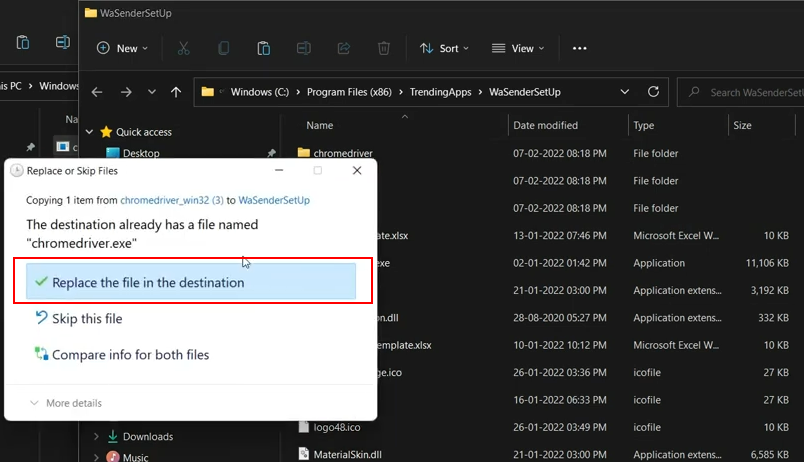 WaSenderSetUp
New
Sort
View
is PC > Windows
Windows (C:) > Program Files (x86) > TrendingApps > WaSenderSetUp
Search WaSenderSetU
Na
Quick access
Desktop
Name
Date modified
Type
Size
c
chromedriver
07-02-2022 08:18 PM
File folder
07-02-2022 08:18 PM
File folder
07-02-2022 08:18 PM
File folder
ate.xlsx
13-01-2022 07:46 PM
Microsoft Excel W...
10 KB
exe
02-01-2022 01:42 PM
Application
11,106 KB
21-01-2022 03:00 PM
Application extens...
3,192 KB
n.dll
28-08-2020 05:27 PM
Application extens...
332 KB
emplate.xlsx
10-01-2022 10:12 PM
Microsoft Excel W...
10 KB
ge.ico
26-01-2022 03:36 PM
icofile
27 KB
16-01-2022 06:33 PM
icofile
27 KB
logo48.ico
26-01-2022 03:49 PM
icofile
10 KB
MaterialSkin.dll
21-01-2022 03:00 PM
Application extens...
6,585 KB
Replace or Skip Files
Copying 1 item from chromedriver_win32 (3) to WaSenderSetUp
The destination already has a file named
"chromedriver.exe"
Replace the file in the destination
Skip this file
Compare info for both files
More details
Downloads
Music